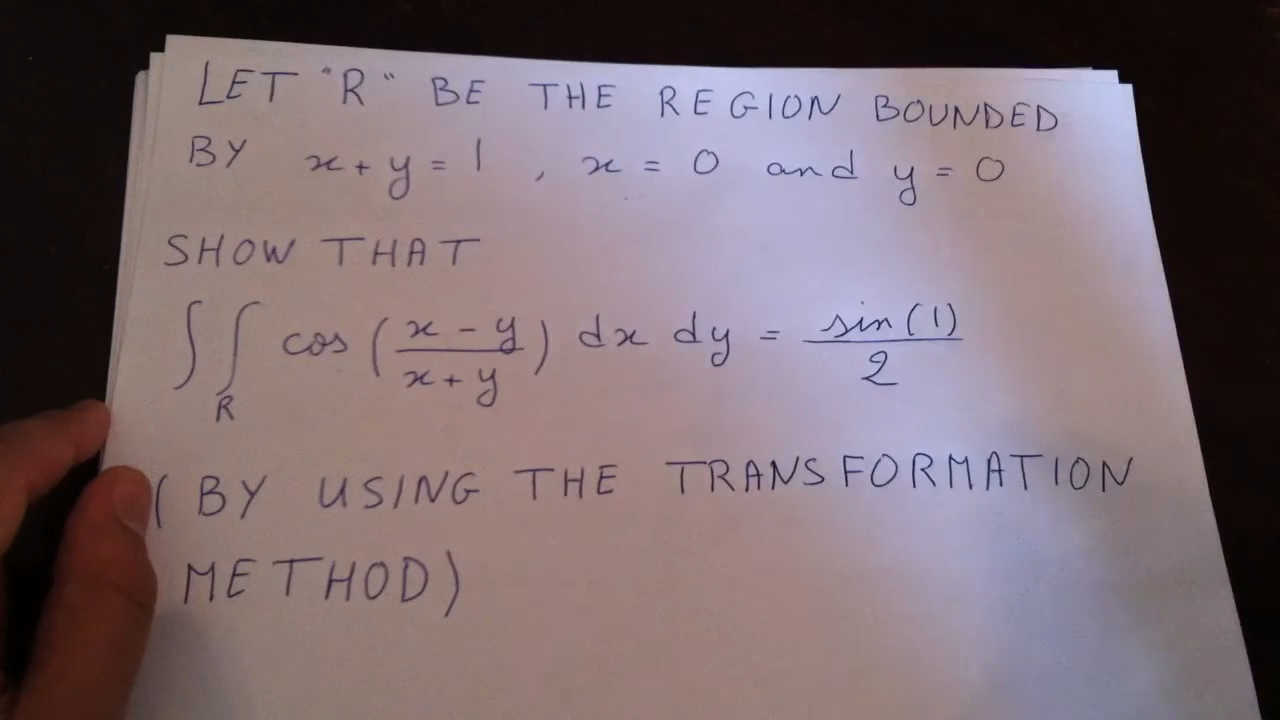 LET "R" BE THE REGION BOUNDED
BY x + y = 1 , x = 0 and y = 0
SHOW THAT
∫∫_R cos((x - y)/(x + y)) dx dy = sin(1)/2
(BY USING THE TRANSFORMATION
METHOD)